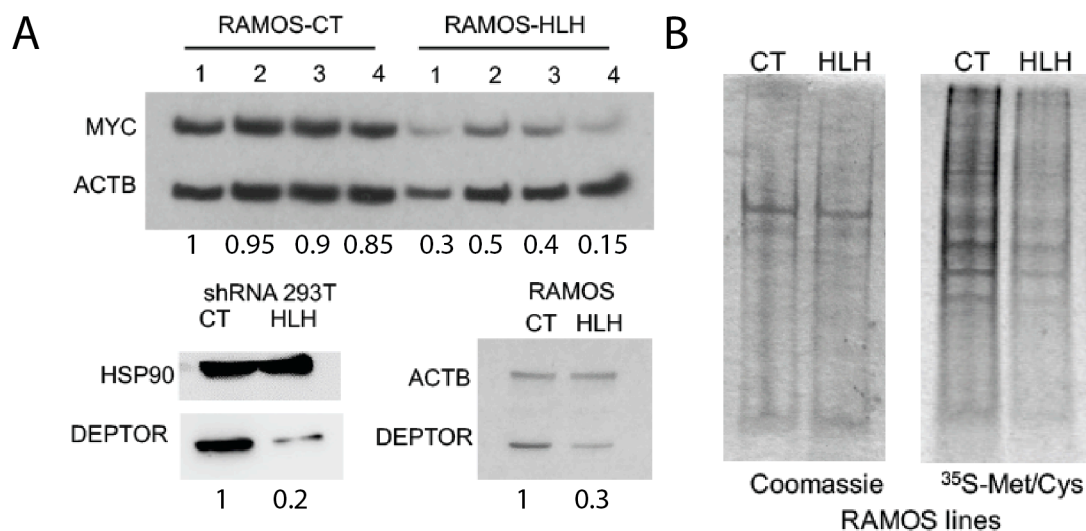 A
RAMOS-CT RAMOS-HLH
1 2 3 4 1 2 3 4
MYC
ACTB
1 0.95 0.9 0.85 0.3 0.5 0.4 0.15
shRNA 293T
CT HLH
HSP90
DEPTOR
1 0.2
RAMOS
CT HLH
ACTB
DEPTOR
1 0.3
B
CT HLH CT HLH
Coomassie ³⁵S-Met/Cys
RAMOS lines